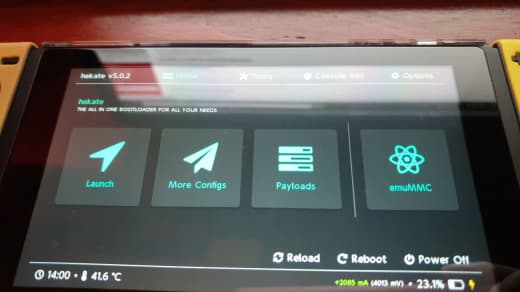 hekate v5.0.2 Home Tools Console Info Options
hekate
THE ALL IN ONE BOOTLOADER FOR ALL YOUR NEEDS
Launch More Configs Payloads emuMMC
Reload Reboot Power Off
14:00 • 41.6 °C +2085 mA (4013 mV) • 23.1%